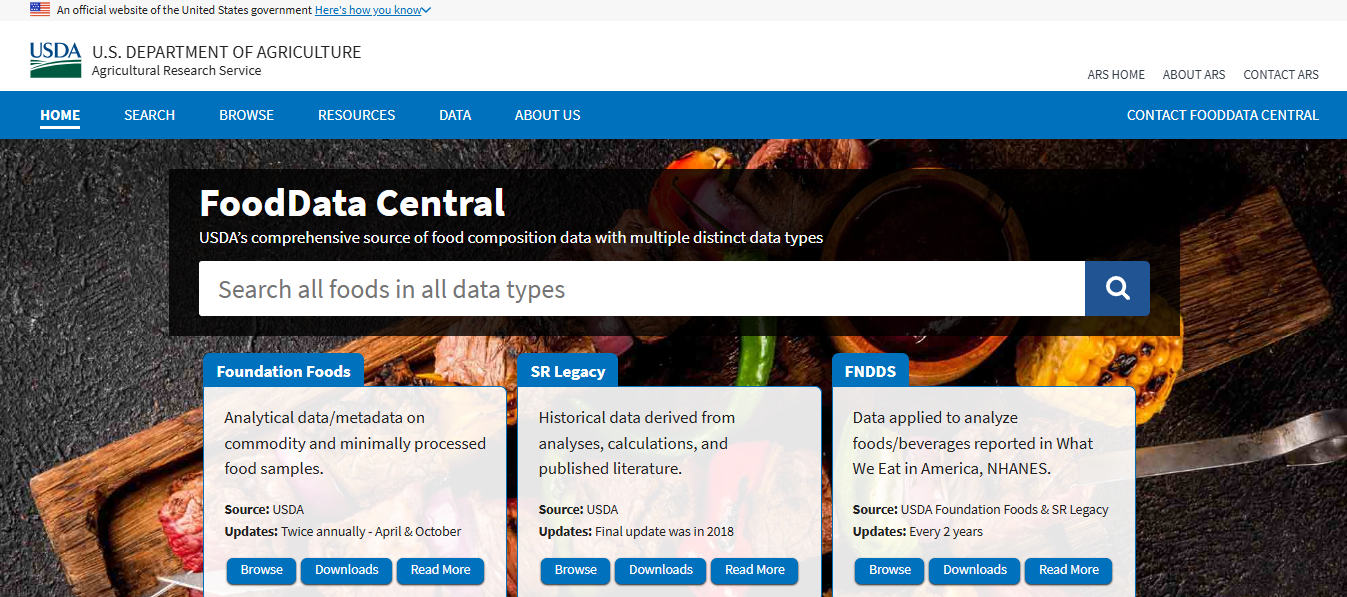 An official website of the United States government Here's how you know
USDA
U.S. DEPARTMENT OF AGRICULTURE
Agricultural Research Service
ARS HOME ABOUT ARS CONTACT ARS
HOME SEARCH BROWSE RESOURCES DATA ABOUT US CONTACT FOODDATA CENTRAL
FoodData Central
USDA’s comprehensive source of food composition data with multiple distinct data types
Search all foods in all data types
Foundation Foods
Analytical data/metadata on
commodity and minimally processed
food samples.
Source: USDA
Updates: Twice annually - April & October
Browse Downloads Read More
SR Legacy
Historical data derived from
analyses, calculations, and
published literature.
Source: USDA
Updates: Final update was in 2018
Browse Downloads Read More
FNDDS
Data applied to analyze
foods/beverages reported in What
We Eat in America, NHANES.
Source: USDA Foundation Foods & SR Legacy
Updates: Every 2 years
Browse Downloads Read More